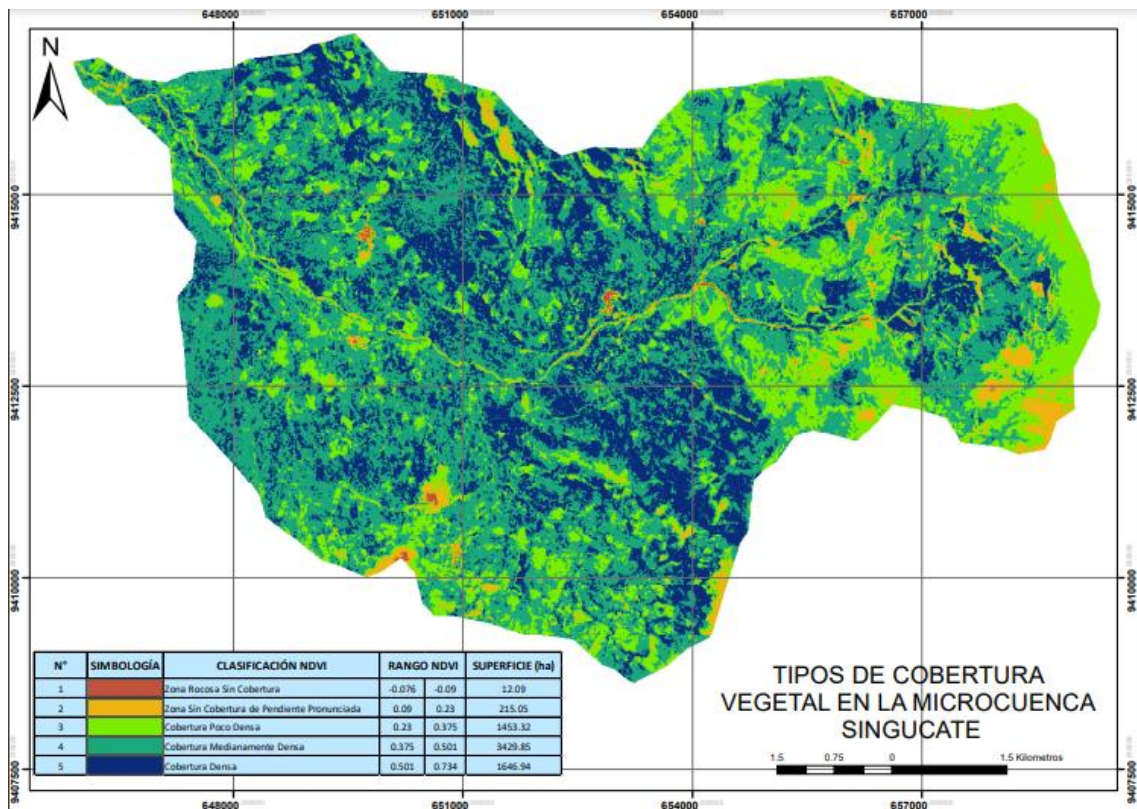 648000 651000 654000 657000
N
9415000 9415000
9412500 9412500
9410000 9410000
N° SIMBOLOGÍA CLASIFICACIÓN NDVI RANGO NDVI SUPERFICIE (ha)
1 Zona Rocosa Sin Cobertura -0.076 -0.09 12.09
2 Zona Sin Cobertura de Pendiente Pronunciada 0.09 0.23 215.05
3 Cobertura Poco Densa 0.23 0.375 1453.32
4 Cobertura Medianamente Densa 0.375 0.501 3429.85
5 Cobertura Densa 0.501 0.734 1646.94
TIPOS DE COBERTURA
VEGETAL EN LA MICROCUENCA
SINGUCATE
1.5 0.75 0 1.5 Kilometros
9407500 9407500
648000 651000 654000 657000